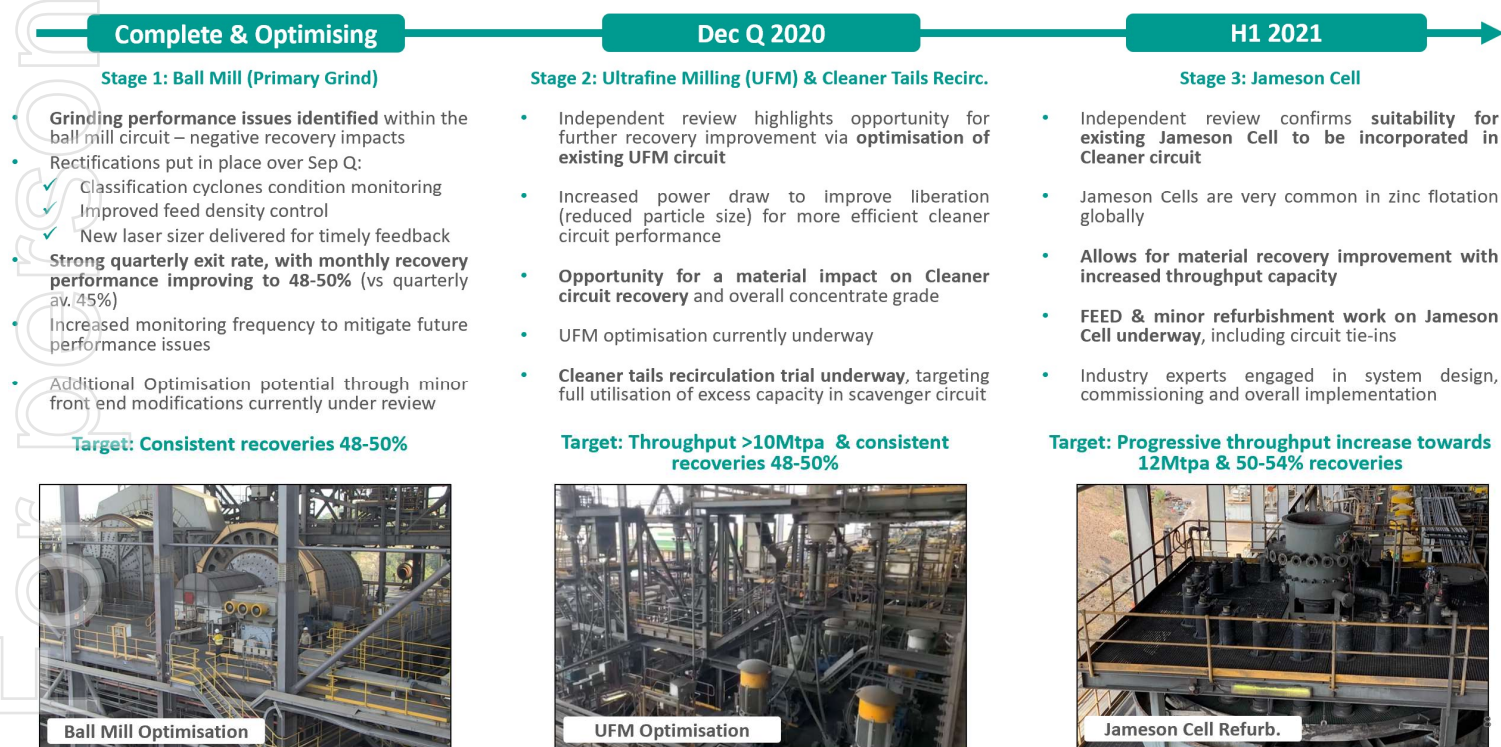 Complete & Optimising
Stage 1: Ball Mill (Primary Grind)
• Grinding performance issues identified within the
ball mill circuit – negative recovery impacts
• Rectifications put in place over Sep Q:
✓ Classification cyclones condition monitoring
✓ Improved feed density control
✓ New laser sizer delivered for timely feedback
• Strong quarterly exit rate, with monthly recovery
performance improving to 48-50% (vs quarterly
av. 45%)
• Increased monitoring frequency to mitigate future
performance issues
• Additional Optimisation potential through minor
front end modifications currently under review
Target: Consistent recoveries 48-50%
Ball Mill Optimisation
Dec Q 2020
Stage 2: Ultrafine Milling (UFM) & Cleaner Tails Recirc.
• Independent review highlights opportunity for
further recovery improvement via optimisation of
existing UFM circuit
• Increased power draw to improve liberation
(reduced particle size) for more efficient cleaner
circuit performance
• Opportunity for a material impact on Cleaner
circuit recovery and overall concentrate grade
• UFM optimisation currently underway
• Cleaner tails recirculation trial underway, targeting
full utilisation of excess capacity in scavenger circuit
Target: Throughput >10Mtpa & consistent
recoveries 48-50%
UFM Optimisation
H1 2021
Stage 3: Jameson Cell
• Independent review confirms suitability for
existing Jameson Cell to be incorporated in
Cleaner circuit
• Jameson Cells are very common in zinc flotation
globally
• Allows for material recovery improvement with
increased throughput capacity
• FEED & minor refurbishment work on Jameson
Cell underway, including circuit tie-ins
• Industry experts engaged in system design,
commissioning and overall implementation
Target: Progressive throughput increase towards
12Mtpa & 50-54% recoveries
Jameson Cell Refurb.
8
For person